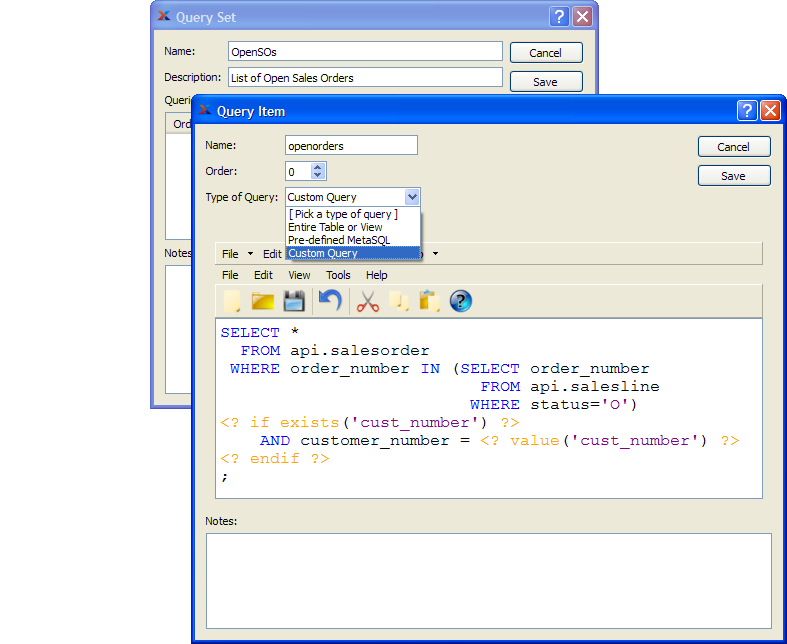 Query Set
Name: OpenSOs Cancel
Description: List of Open Sales Orders Save
Queri
Ord
Notes
Query Item
Name: openorders Cancel
Order: 0 Save
Type of Query: Custom Query
[ Pick a type of query ]
Entire Table or View
Pre-defined MetaSQL
Custom Query
File Edit
File Edit View Tools Help
SELECT *
FROM api.salesorder
WHERE order_number IN (SELECT order_number
FROM api.salesline
WHERE status='O')
<? if exists('cust_number') ?>
AND customer_number = <? value('cust_number') ?>
<? endif ?>
;
Notes: